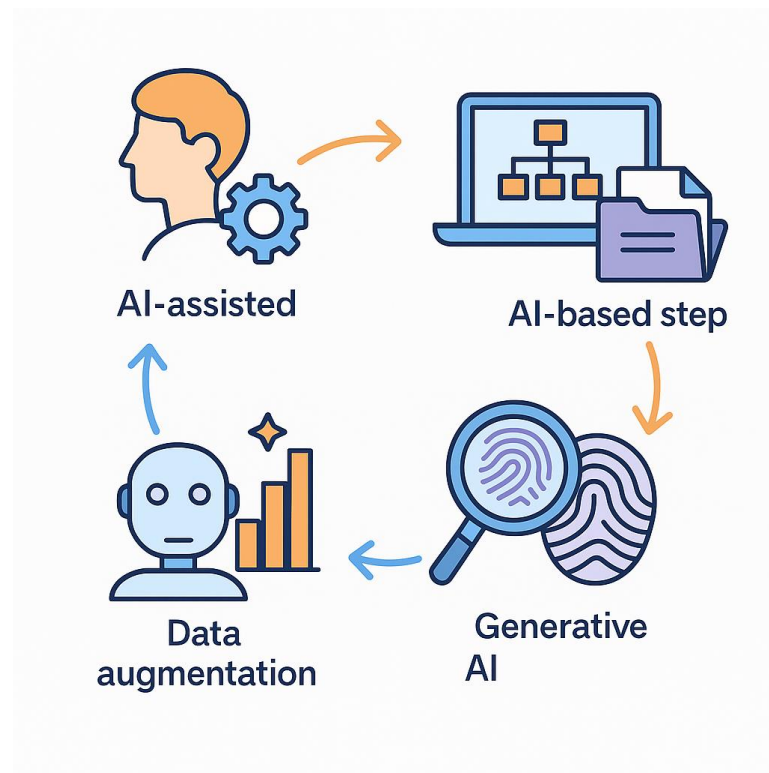 AI-assisted
AI-based step
Data
augmentation
Generative
AI